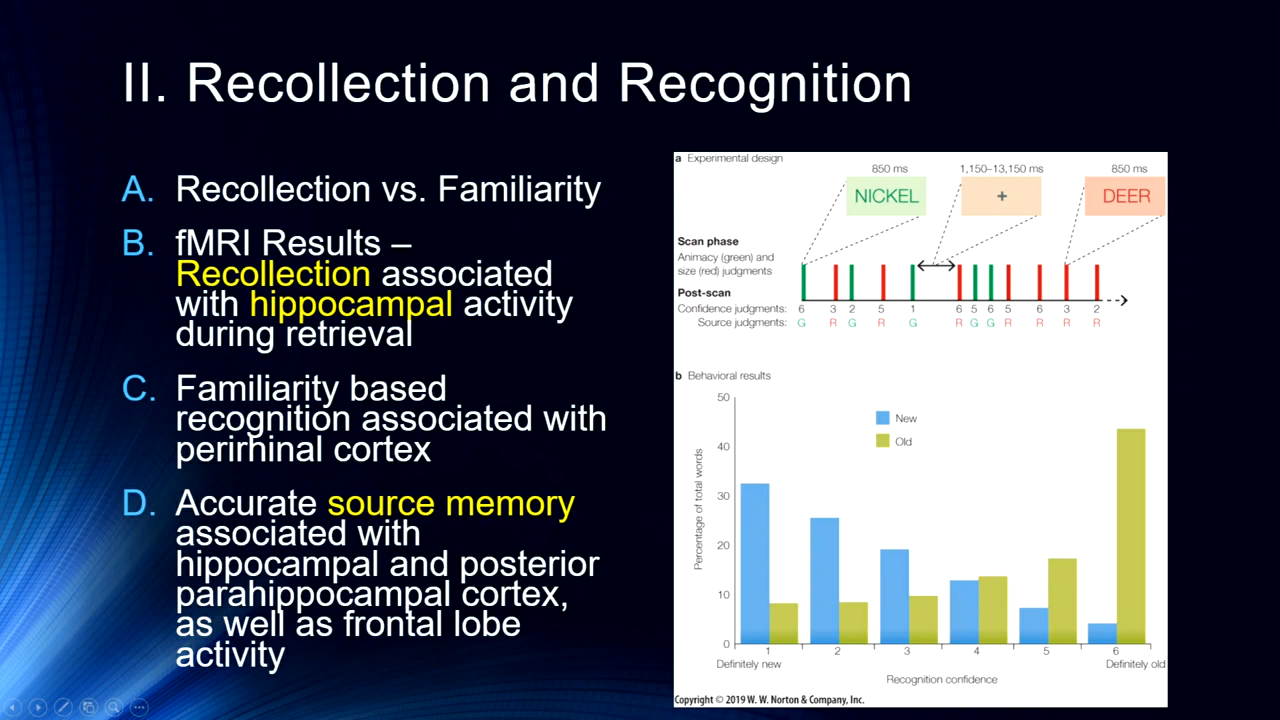 II. Recollection and Recognition
A. Recollection vs. Familiarity
B. fMRI Results –
Recollection associated
with hippocampal activity
during retrieval
C. Familiarity based
recognition associated with
perirhinal cortex
D. Accurate source memory
associated with
hippocampal and posterior
parahippocampal cortex,
as well as frontal lobe
activity
a Experimental design
850 ms
1,150–13,150 ms
850 ms
NICKEL
+
DEER
Scan phase
Animacy (green) and
size (red) judgments
Post-scan
Confidence judgments: 6 3 2 5 1 6 5 6 5 6 3 2
Source judgments: G R G R G R G G R R R R
b Behavioral results
Percentage of total words
50
40
30
20
10
0
New
Old
1 2 3 4 5 6
Definitely new Definitely old
Recognition confidence
Copyright © 2019 W. W. Norton & Company, Inc.